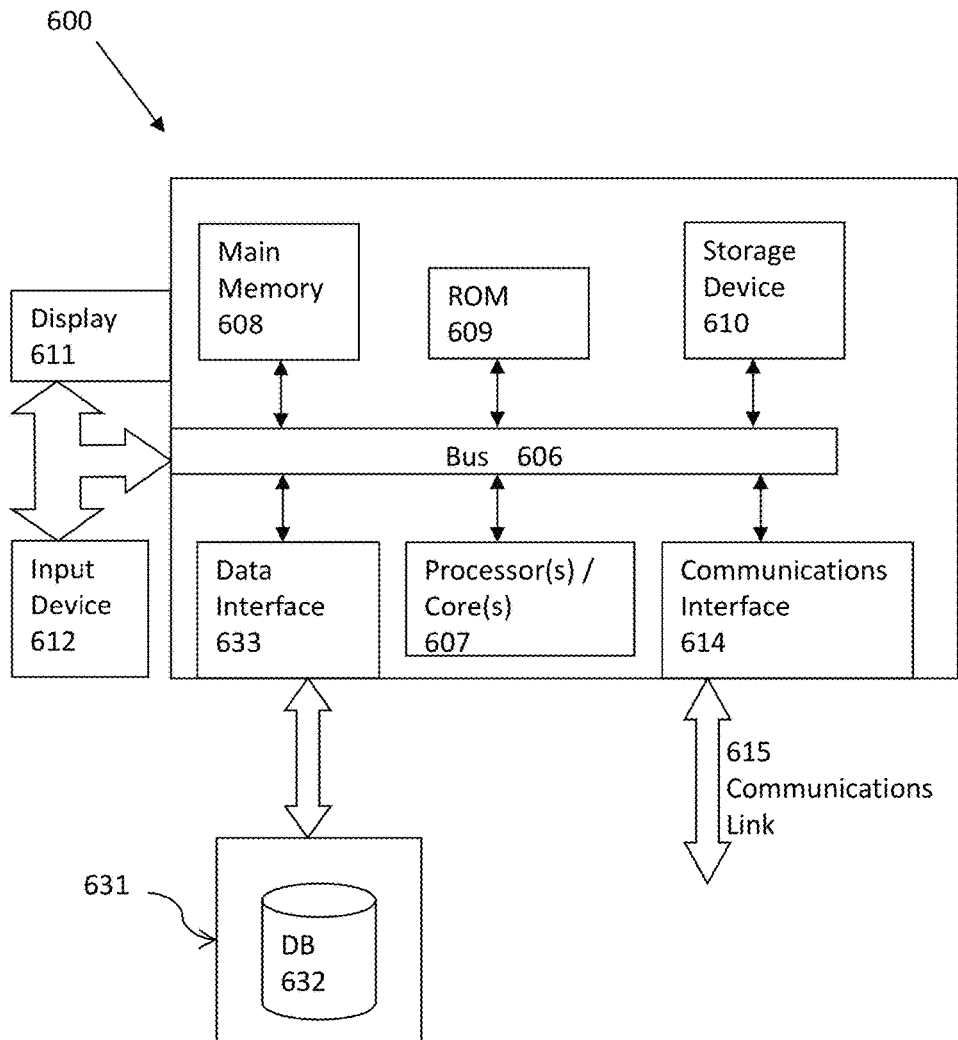 600
Main
Memory
608
ROM
609
Storage
Device
610
Display
611
Bus 606
Input
Device
612
Data
Interface
633
Processor(s) /
Core(s)
607
Communications
Interface
614
615
Communications
Link
631
DB
632